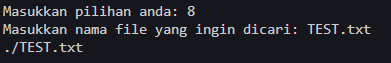 Masukkan pilihan anda: 8
Masukkan nama file yang ingin dicari: TEST.txt
./TEST.txt